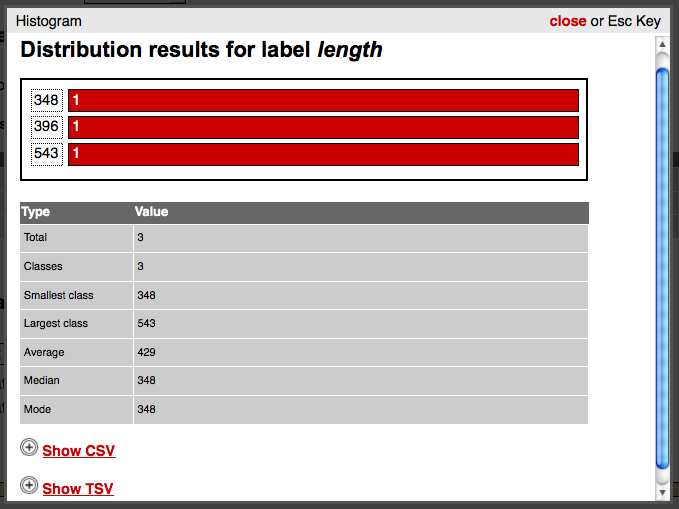 Histogram close or Esc Key
Distribution results for label length
348 1
396 1
543 1
Type Value
Total 3
Classes 3
Smallest class 348
Largest class 543
Average 429
Median 348
Mode 348
Show CSV
Show TSV